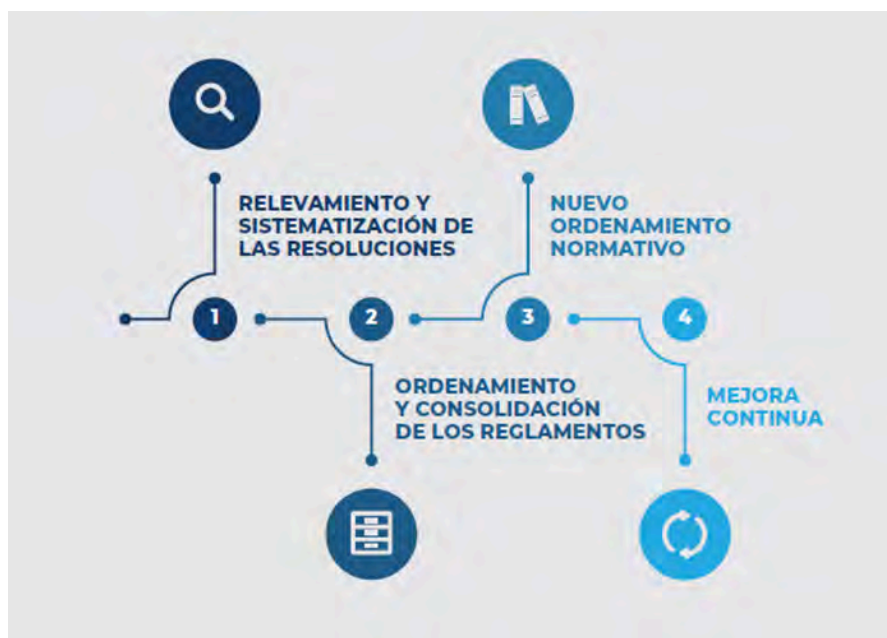 1
RELEVAMIENTO Y
SISTEMATIZACIÓN DE
LAS RESOLUCIONES
2
ORDENAMIENTO
Y CONSOLIDACIÓN
DE LOS REGLAMENTOS
3
NUEVO
ORDENAMIENTO
NORMATIVO
4
MEJORA
CONTINUA